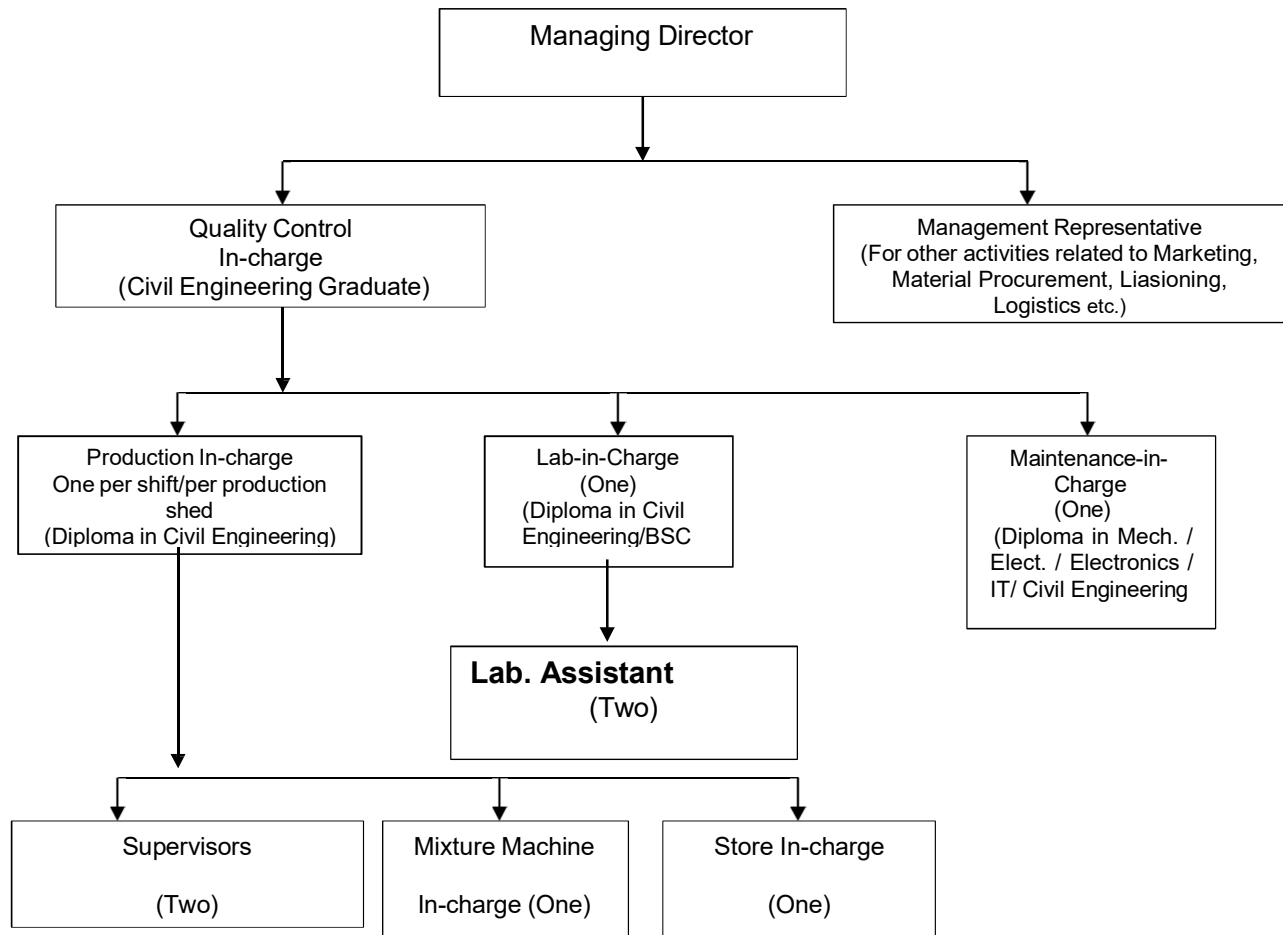 Managing Director
Quality Control
In-charge
(Civil Engineering Graduate)
Management Representative
(For other activities related to Marketing,
Material Procurement, Liasioning,
Logistics etc.)
Production In-charge
One per shift/per production
shed
(Diploma in Civil Engineering)
Lab-in-Charge
(One)
(Diploma in Civil
Engineering/BSC
Maintenance-in-
Charge
(One)
(Diploma in Mech. /
Elect. / Electronics /
IT/ Civil Engineering
Lab. Assistant
(Two)
Supervisors
(Two)
Mixture Machine
In-charge (One)
Store In-charge
(One)